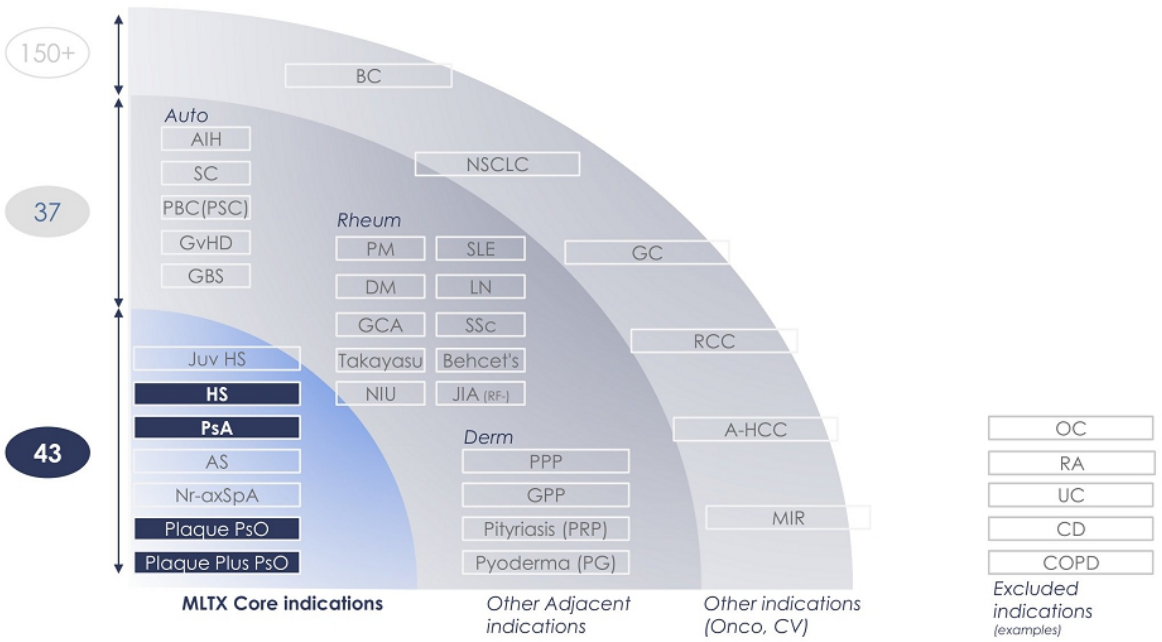 150+
BC
Auto
AIH
SC
PBC(PSC)
GvHD
GBS
37
NSCLC
Rheum
PM
SLE
DM
LN
GCA
SSc
Takayasu
Behcet's
NIU
JIA (RF-)
GC
RCC
A-HCC
MIR
43
Juv HS
HS
PsA
AS
Nr-axSpA
Plaque PsO
Plaque Plus PsO
Derm
PPP
GPP
Pityriasis (PRP)
Pyoderma (PG)
OC
RA
UC
CD
COPD
MLTX Core indications
Other Adjacent
indications
Other indications
(Onco, CV)
Excluded
indications
(examples)